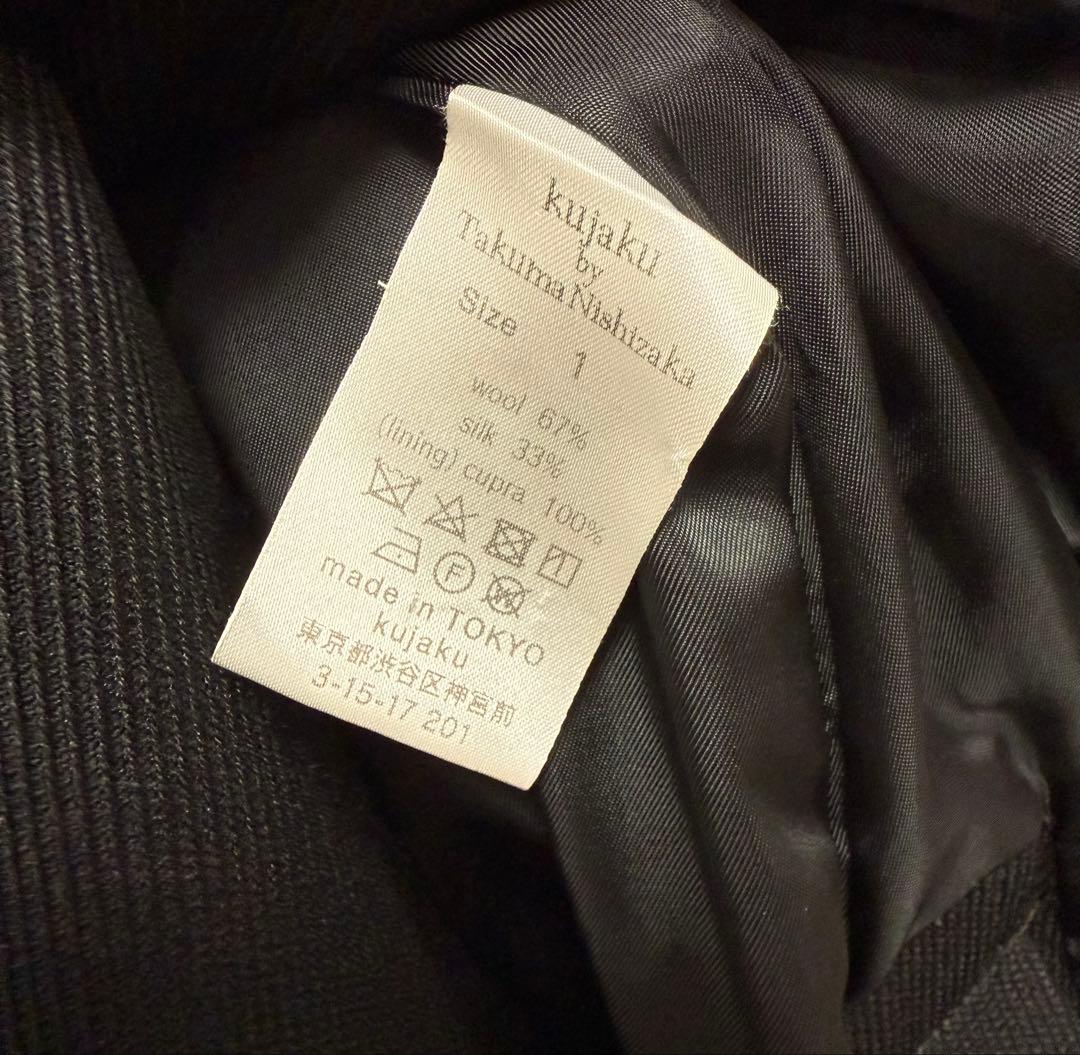 kujaku
by
Takuma Nishizaka
Size 1
wool 67%
silk 33%
(lining) cupra 100%
F
W
made in TOKYO
kujaku
東京都渋谷区神宮前
3-15-17 201